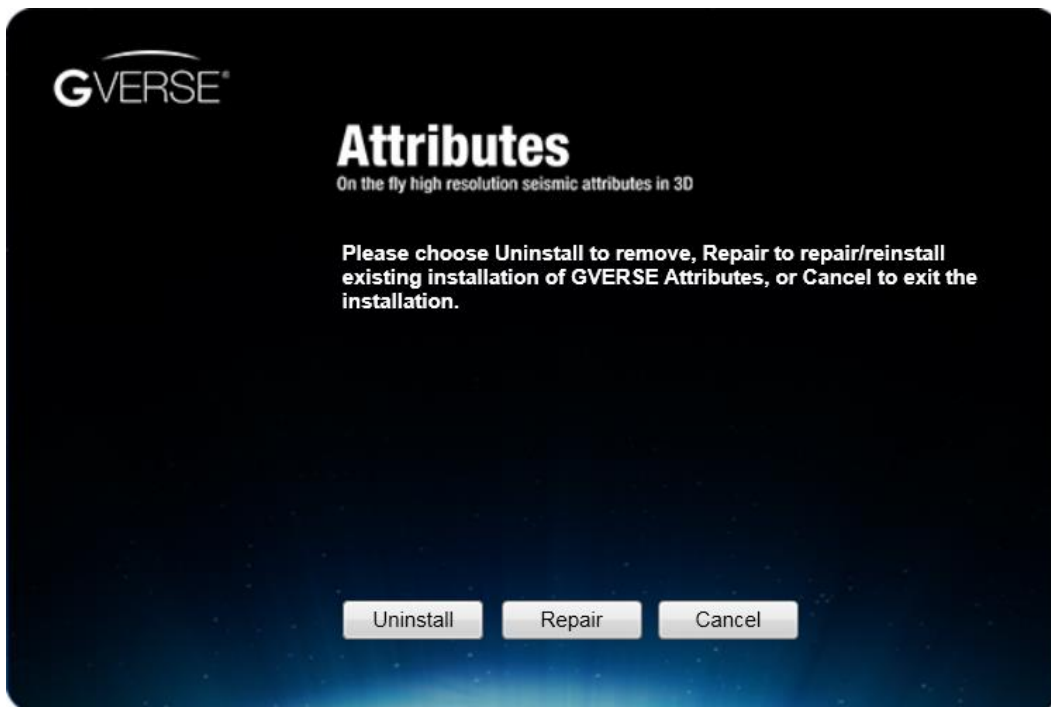 GVERSE®
Attributes
On the fly high resolution seismic attributes in 3D
Please choose Uninstall to remove, Repair to repair/reinstall
existing installation of GVERSE Attributes, or Cancel to exit the
installation.
Uninstall Repair Cancel